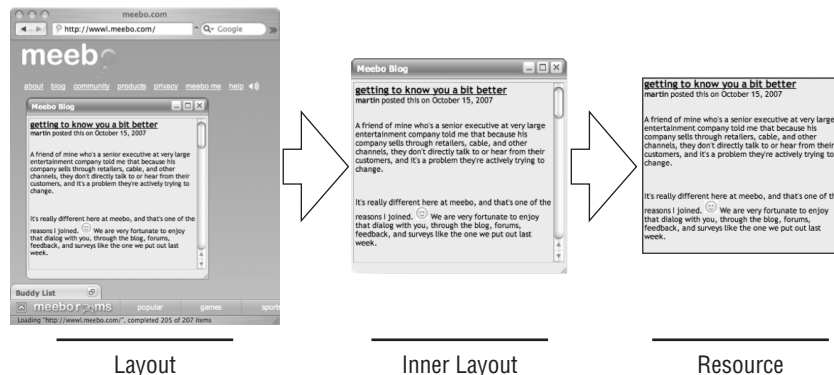 meebo.com
http://wwwl.meebo.com/
Google
meebo
about blog community products privacy meebo me help
Meebo Blog
getting to know you a bit better
martin posted this on October 15, 2007
A friend of mine who's a senior executive at very large
entertainment company told me that because his
company sells through retailers, cable, and other
channels, they don't directly talk to or hear from their
customers, and it's a problem they're actively trying to
change.
It's really different here at meebo, and that's one of the
reasons I joined. We are very fortunate to enjoy
that dialog with you, through the blog, forums,
feedback, and surveys like the one we put out last
week.
Buddy List
meebo rooms popular games sports
Loading "http://wwwl.meebo.com/", completed 205 of 207 items
Layout
Meebo Blog
getting to know you a bit better
martin posted this on October 15, 2007
A friend of mine who's a senior executive at very large
entertainment company told me that because his
company sells through retailers, cable, and other
channels, they don't directly talk to or hear from their
customers, and it's a problem they're actively trying to
change.
It's really different here at meebo, and that's one of the
reasons I joined. We are very fortunate to enjoy
that dialog with you, through the blog, forums,
feedback, and surveys like the one we put out last
week.
Inner Layout
getting to know you a bit better
martin posted this on October 15, 2007
A friend of mine who's a senior executive at very large
entertainment company told me that because his
company sells through retailers, cable, and other
channels, they don't directly talk to or hear from their
customers, and it's a problem they're actively trying to
change.
It's really different here at meebo, and that's one of th
reasons I joined. We are very fortunate to enjoy
that dialog with you, through the blog, forums,
feedback, and surveys like the one we put out last
week.
Resource